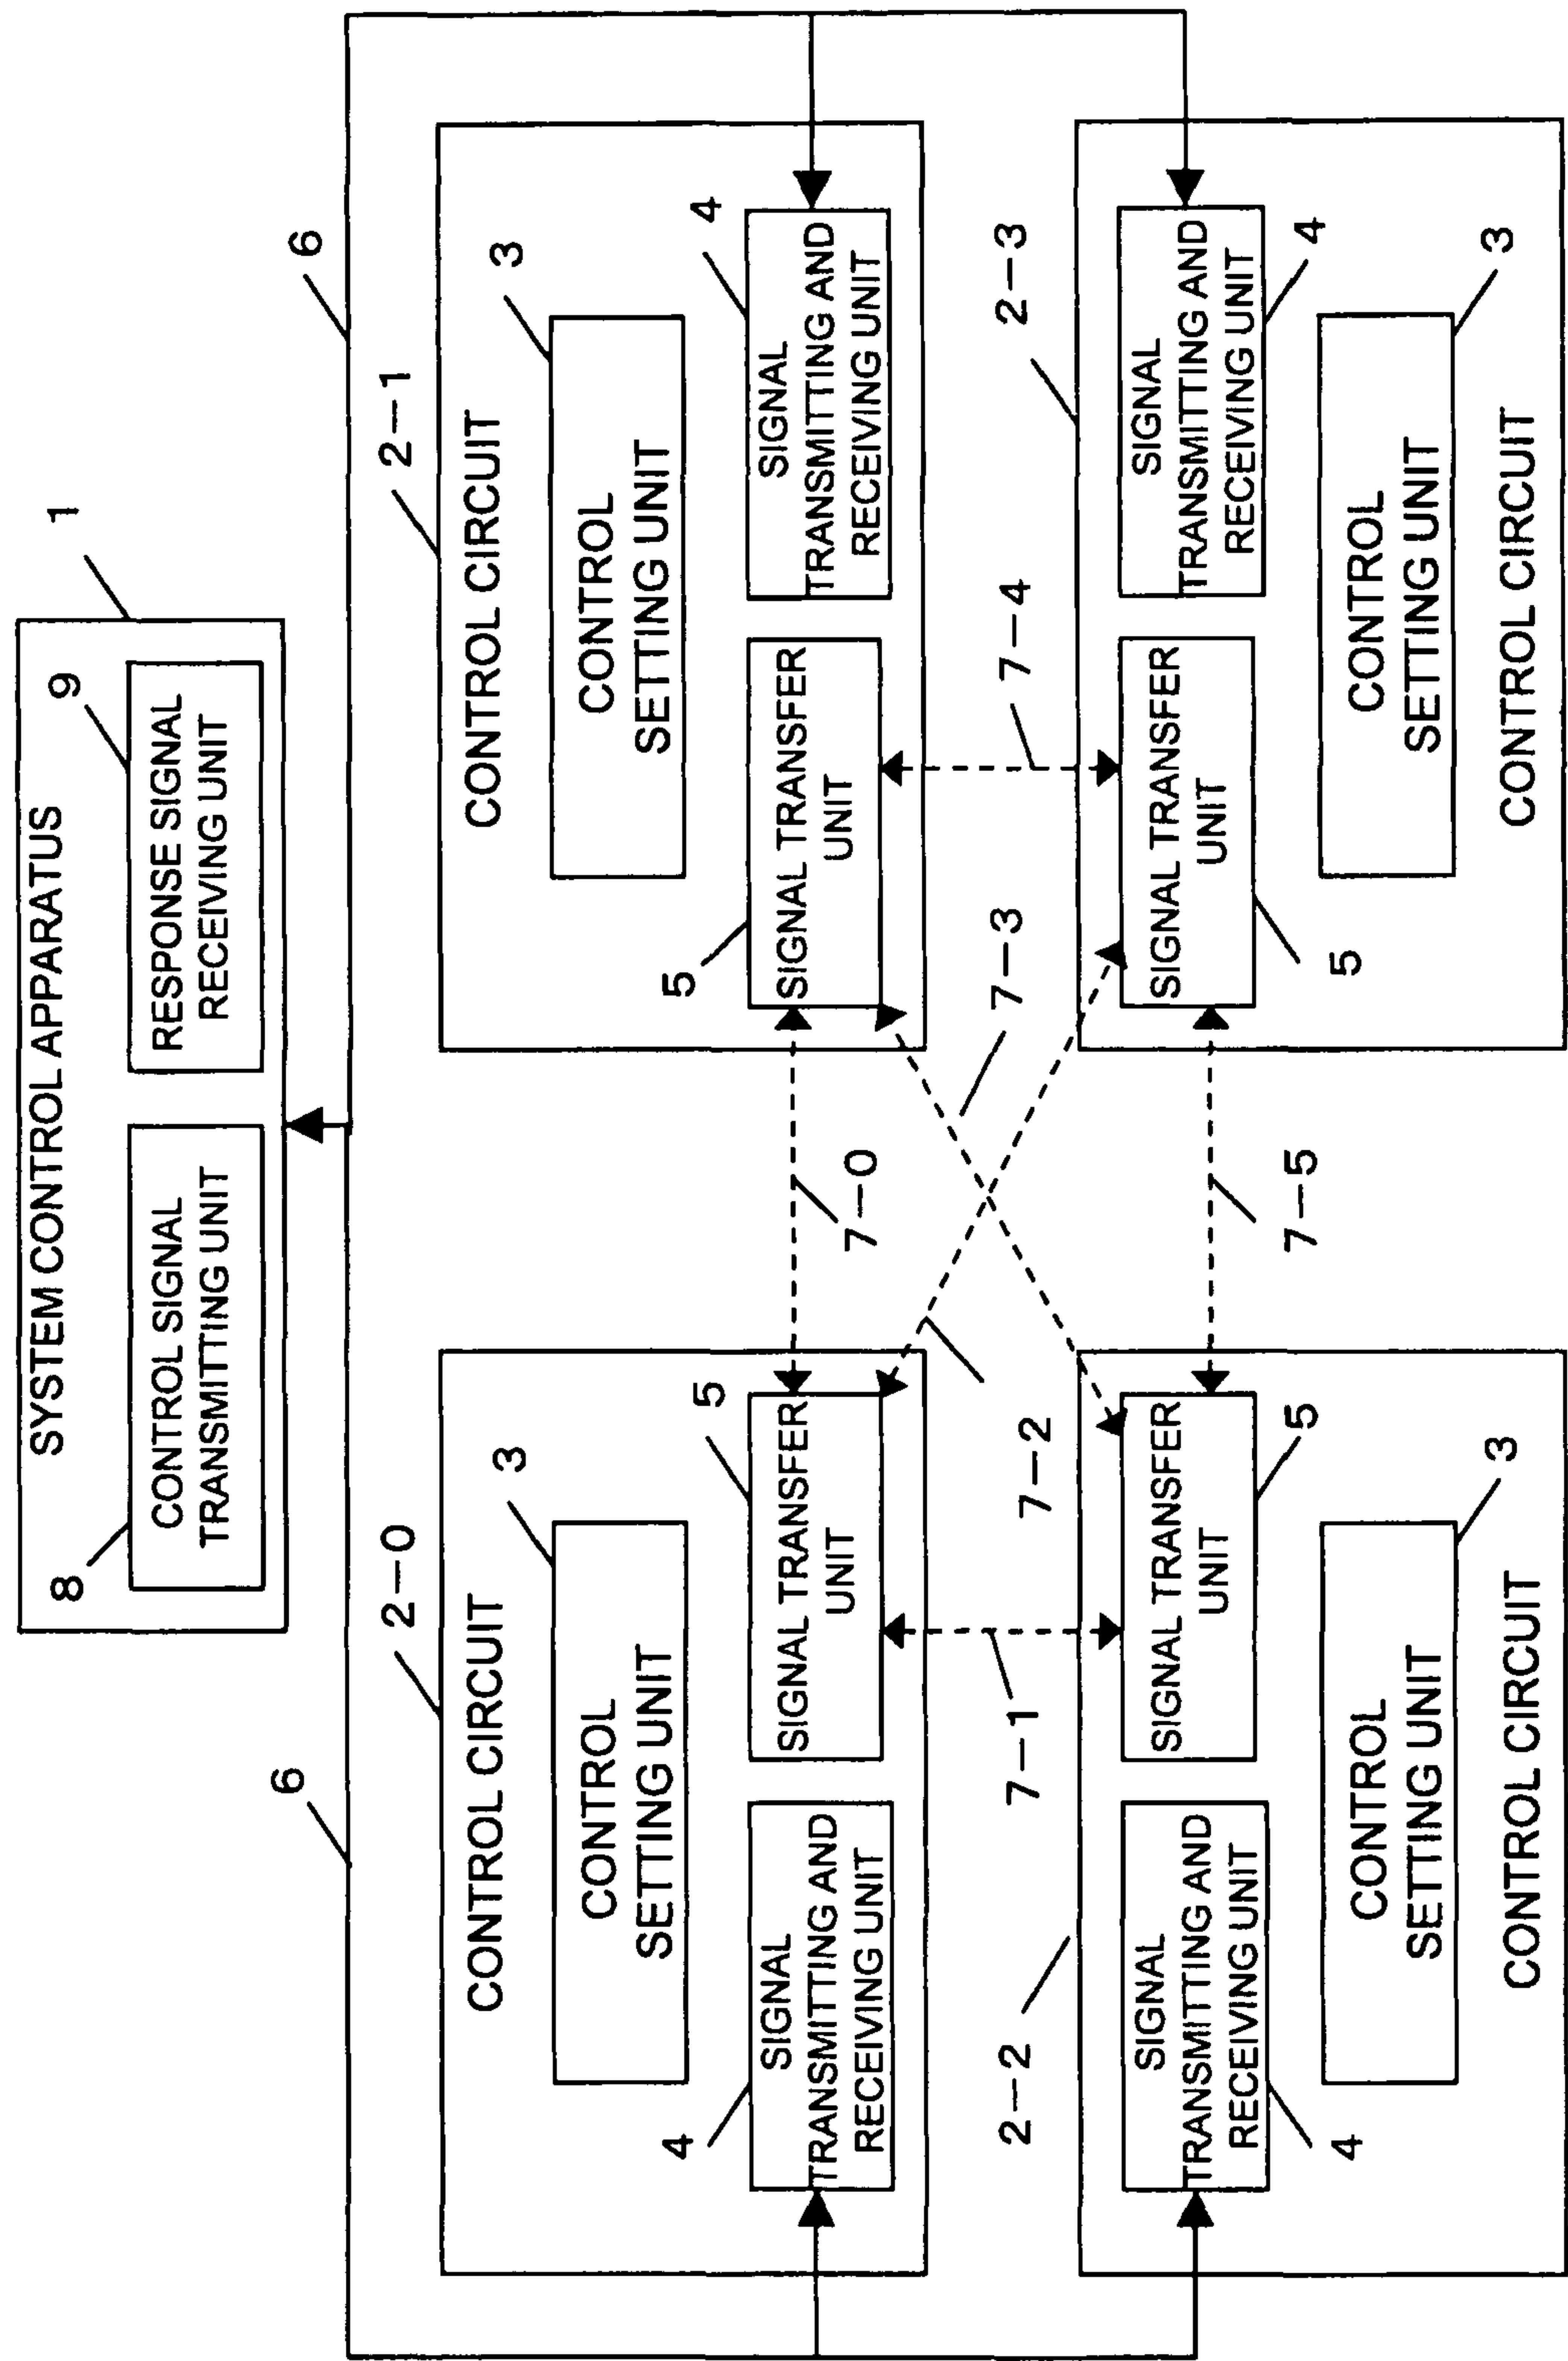 SYSTEM CONTROL APPARATUS
1
8
CONTROL SIGNAL
TRANSMITTING UNIT
9
RESPONSE SIGNAL
RECEIVING UNIT
6
6
2-0
CONTROL CIRCUIT
3
CONTROL
SETTING UNIT
4
SIGNAL
TRANSMITTING AND
RECEIVING UNIT
5
SIGNAL TRANSFER
UNIT
2-1
CONTROL CIRCUIT
3
CONTROL
SETTING UNIT
5
SIGNAL TRANSFER
UNIT
4
SIGNAL
TRANSMITTING AND
RECEIVING UNIT
7-0
7-1
7-2
7-3
7-4
7-5
2-2
SIGNAL
TRANSMITTING AND
RECEIVING UNIT
4
SIGNAL TRANSFER
UNIT
5
CONTROL
SETTING UNIT
3
CONTROL CIRCUIT
2-3
SIGNAL TRANSFER
UNIT
5
SIGNAL
TRANSMITTING AND
RECEIVING UNIT
4
CONTROL
SETTING UNIT
3
CONTROL CIRCUIT